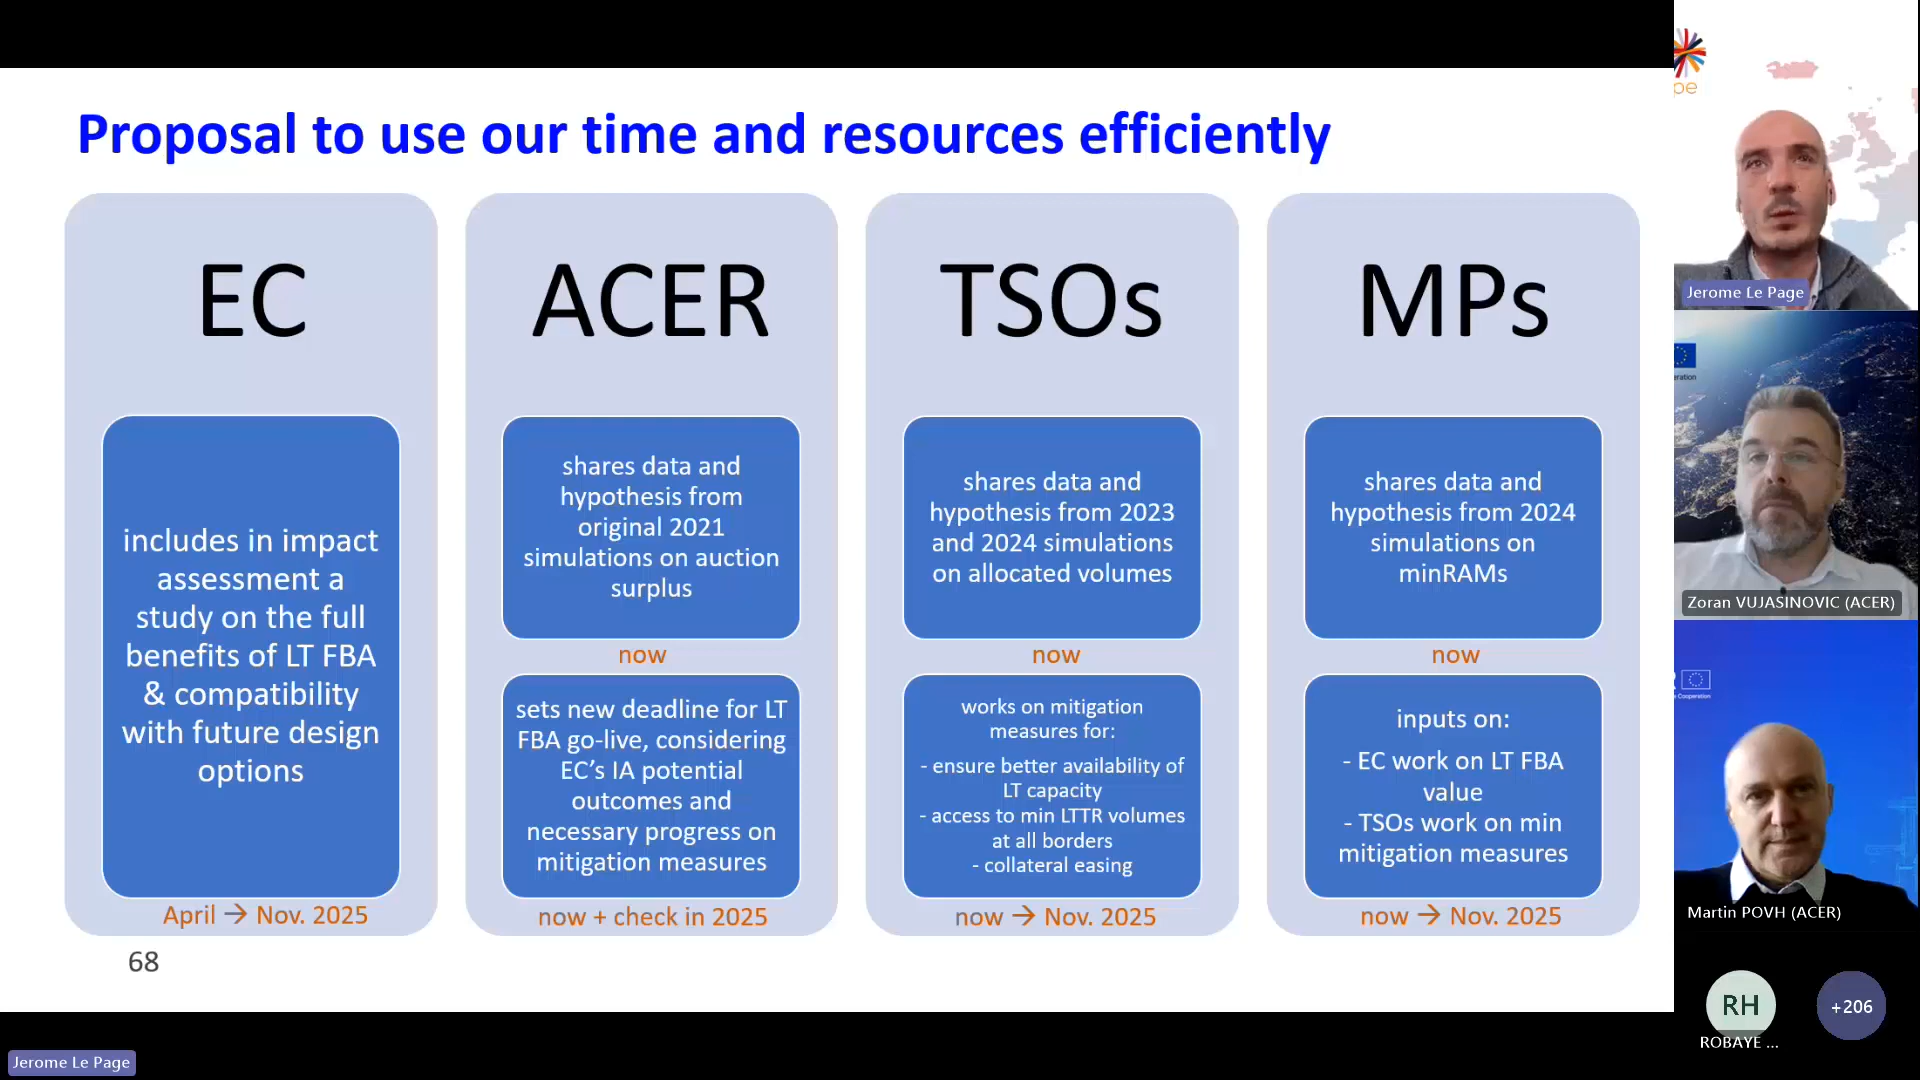 Proposal to use our time and resources efficiently
EC
includes in impact
assessment a
study on the full
benefits of LT FBA
& compatibility
with future design
options
April → Nov. 2025
ACER
shares data and
hypothesis from
original 2021
simulations on auction
surplus
now
sets new deadline for LT
FBA go-live, considering
EC’s IA potential
outcomes and
necessary progress on
mitigation measures
now + check in 2025
TSOs
shares data and
hypothesis from 2023
and 2024 simulations
on allocated volumes
now
works on mitigation
measures for:
- ensure better availability of
LT capacity
- access to min LTTR volumes
at all borders
- collateral easing
now → Nov. 2025
MPs
shares data and
hypothesis from 2024
simulations on
minRAMs
now
inputs on:
- EC work on LT FBA
value
- TSOs work on min
mitigation measures
now → Nov. 2025
68
pe
Jerome Le Page
Zoran VUJASINOVIC (ACER)
Martin POVH (ACER)
RH
ROBAYE ...
+206
Jerome Le Page